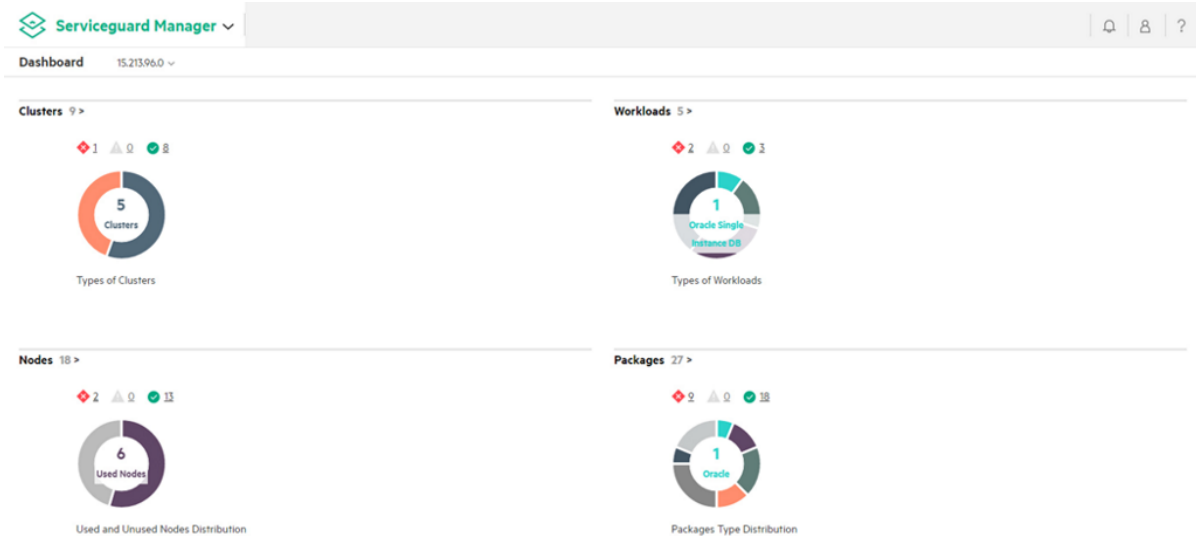 Serviceguard Manager
?
Dashboard 15.213.96.0
Clusters 9 >
1 0 8
5
Clusters
Types of Clusters
Workloads 5 >
2 0 3
1
Oracle Single
Instance DB
Types of Workloads
Nodes 18 >
2 0 13
6
Used Nodes
Used and Unused Nodes Distribution
Packages 27 >
9 0 18
1
Oracle
Packages Type Distribution